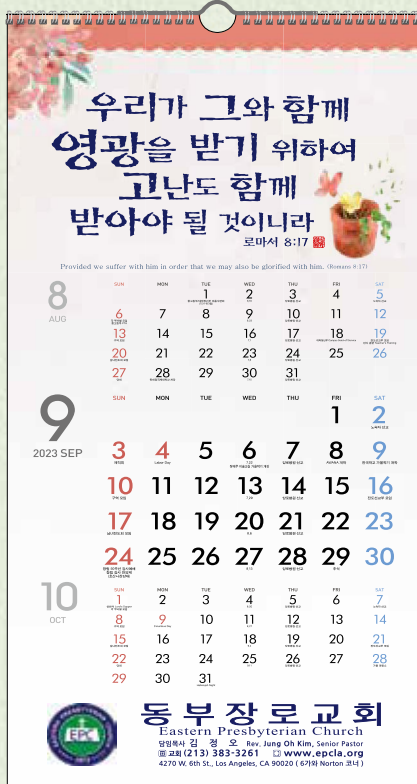 우리가 그와 함께
영광을 받기 위하여
고난도 함께
받아야 될 것이니라
로마서 8:17
Provided we suffer with him in order that we may also be glorified with him. (Romans 8:17)
8
AUG
SUN MON TUE WED THU FRI SAT
1 2 3 4 5
6 7 8 9 10 11 12
13 14 15 16 17 18 19
20 21 22 23 24 25 26
27 28 29 30 31
9
2023 SEP
SUN MON TUE WED THU FRI SAT
1 2
3 4 5 6 7 8 9
Labor Day
10 11 12 13 14 15 16
17 18 19 20 21 22 23
24 25 26 27 28 29 30
추석
10
OCT
SUN MON TUE WED THU FRI SAT
1 2 3 4 5 6 7
8 9 10 11 12 13 14
15 16 17 18 19 20 21
22 23 24 25 26 27 28
29 30 31
EPC
동부장로교회
Eastern Presbyterian Church
담임목사 김 정 오 Rev. Jung Oh Kim, Senior Pastor
교회 (213) 383-3261 www.epcla.org
4270 W. 6th St., Los Angeles, CA 90020 ( 6가와 Norton 코너 )